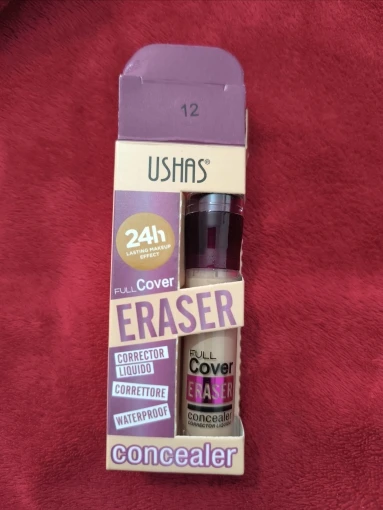 12
USHAS®
24h
LASTING MAKEUP
EFFECT
FULL Cover
ERASER
CORRECTOR
LIQUIDO
CORRETTORE
WATERPROOF
concealer
FULL
Cover
ERASER
concealer